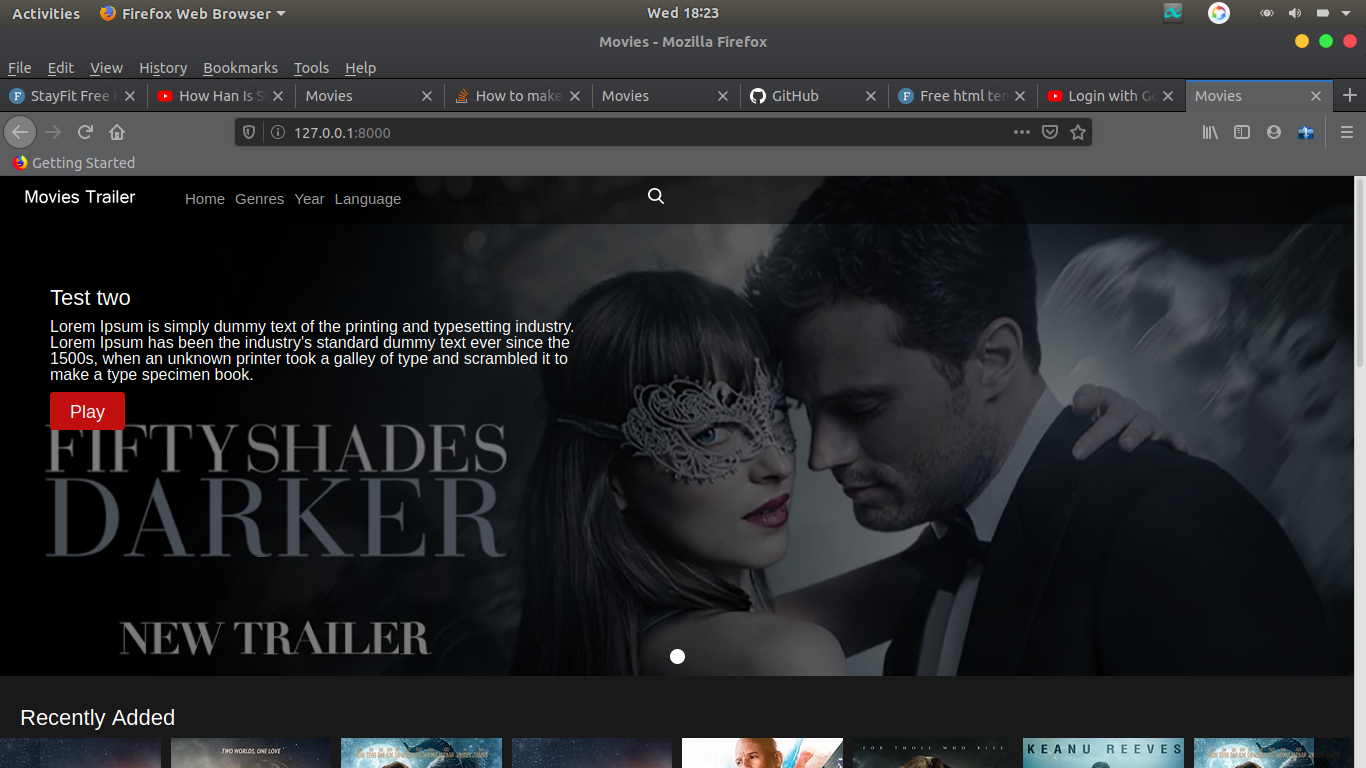 Activities Firefox Web Browser Wed 18:23
Movies - Mozilla Firefox
File Edit View History Bookmarks Tools Help
StayFit Free How Han Is S Movies How to make Movies GitHub Free html ten Login with Go Movies
127.0.0.1:8000
Getting Started
Movies Trailer Home Genres Year Language Search...
Test two
Lorem Ipsum is simply dummy text of the printing and typesetting industry.
Lorem Ipsum has been the industry's standard dummy text ever since the
1500s, when an unknown printer took a galley of type and scrambled it to
make a type specimen book.
Play
FIFTY SHADES
DARKER
NEW TRAILER
Recently Added
TWO WORLDS, ONE LOVE FOR THOSE WHO RISE KEANU REEVES